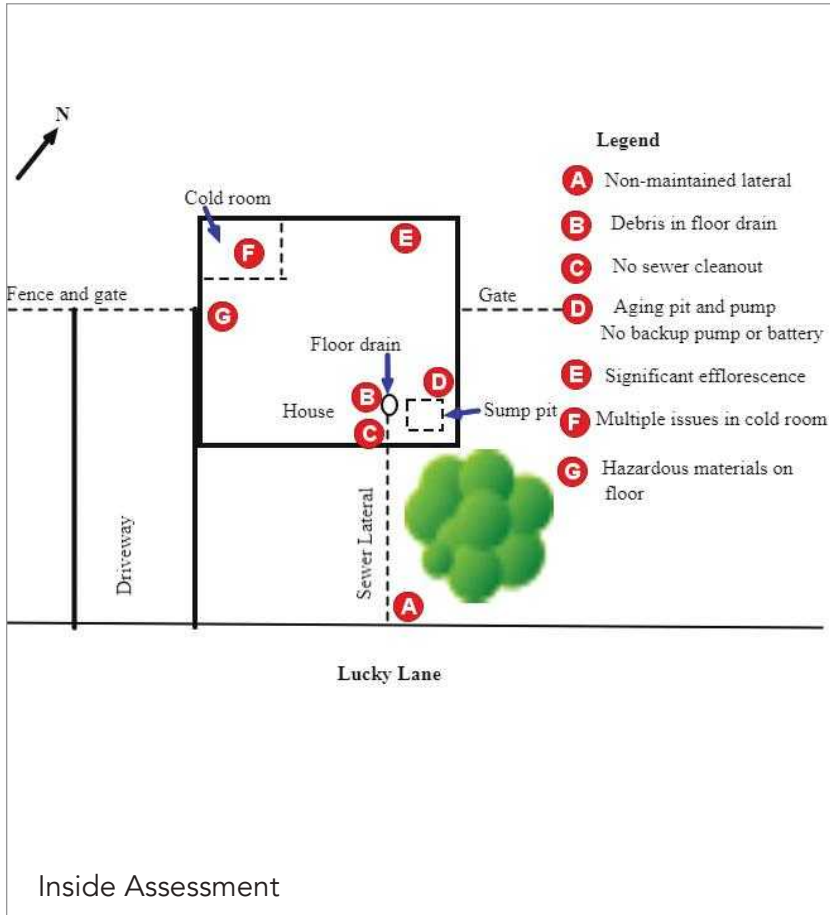 N
Legend
A Non-maintained lateral
Cold room
B Debris in floor drain
F
E
C No sewer cleanout
Fence and gate
G
Gate
D Aging pit and pump
No backup pump or battery
Floor drain
D
E Significant efflorescence
B
House
Sump pit
F Multiple issues in cold room
C
G Hazardous materials on
floor
Driveway
Sewer Lateral
A
Lucky Lane
Inside Assessment